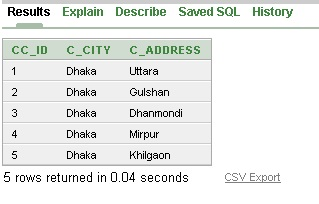 Results Explain Describe Saved SQL History
CC_ID C_CITY C_ADDRESS
1 Dhaka Uttara
2 Dhaka Gulshan
3 Dhaka Dhanmondi
4 Dhaka Mirpur
5 Dhaka Khilgaon
5 rows returned in 0.04 seconds CSV Export